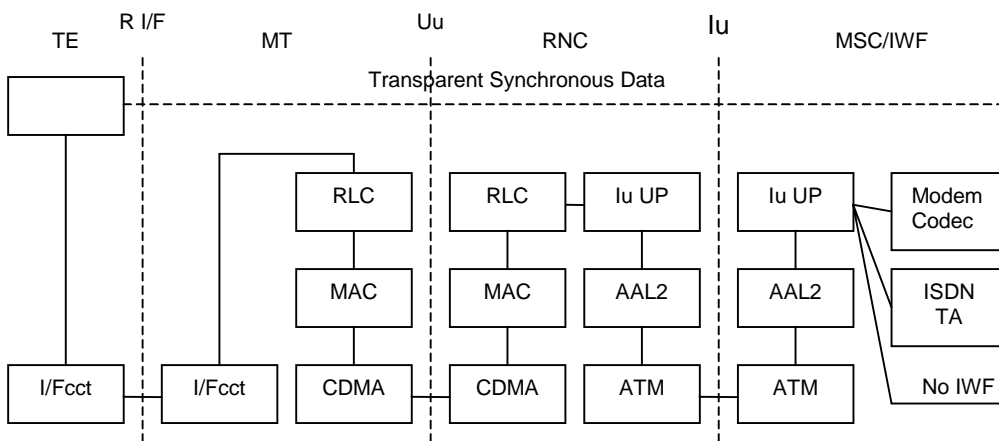 R I/F Uu Iu
TE MT RNC MSC/IWF
Transparent Synchronous Data
RLC RLC Iu UP Iu UP Modem
Codec
MAC MAC AAL2 AAL2 ISDN
TA
I/Fcct I/Fcct CDMA CDMA ATM ATM No IWF